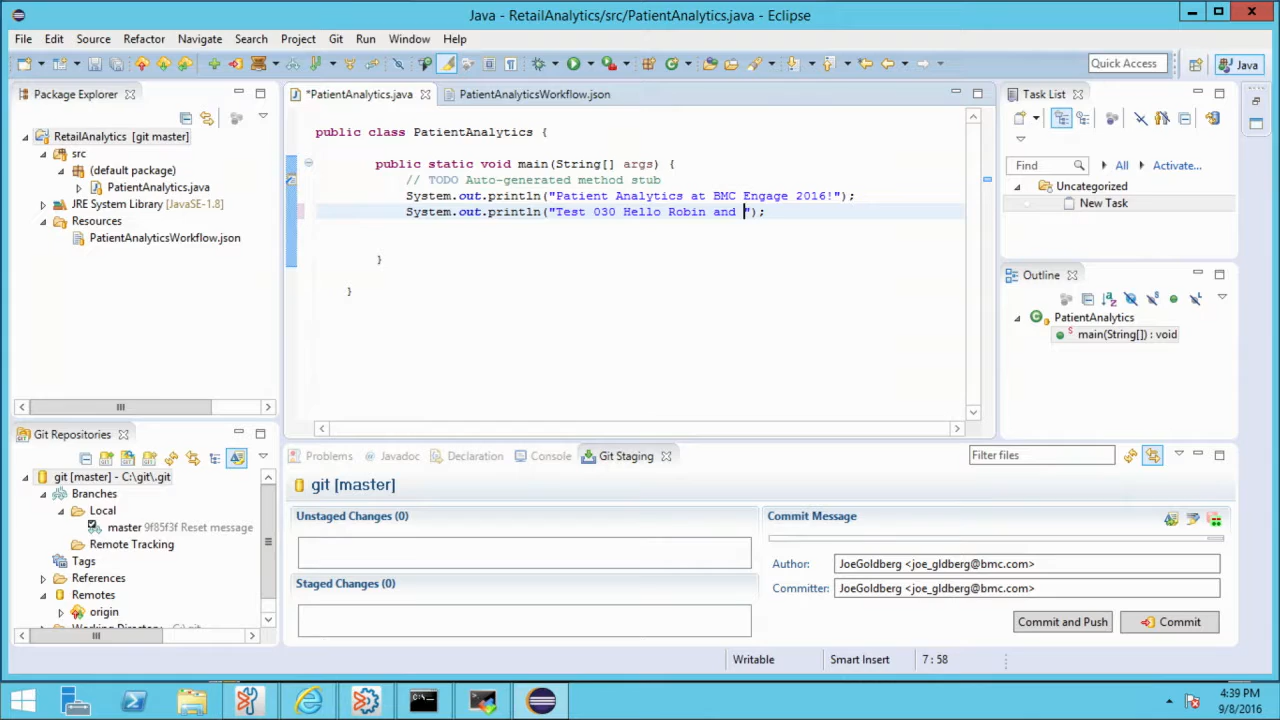 Java - RetailAnalytics/src/PatientAnalytics.java - Eclipse
File Edit Source Refactor Navigate Search Project Git Run Window Help
Quick Access
Java
Package Explorer
RetailAnalytics [git master]
src
(default package)
PatientAnalytics.java
JRE System Library [JavaSE-1.8]
Resources
PatientAnalyticsWorkflow.json
*PatientAnalytics.java
PatientAnalyticsWorkflow.json
public class PatientAnalytics {
public static void main(String[] args) {
// TODO Auto-generated method stub
System.out.println("Patient Analytics at BMC Engage 2016!");
System.out.println("Test 030 Hello Robin and ");
}
}
Task List
Find
All
Activate...
Uncategorized
New Task
Outline
PatientAnalytics
main(String[]) : void
Git Repositories
git [master] - C:\git\.git
Branches
Local
master 9f85f3f Reset message
Remote Tracking
Tags
References
Remotes
origin
Problems Javadoc Declaration Console Git Staging
Filter files
git [master]
Unstaged Changes (0)
Staged Changes (0)
Commit Message
Author: JoeGoldberg <joe_gldberg@bmc.com>
Committer: JoeGoldberg <joe_gldberg@bmc.com>
Commit and Push
Commit
Writable Smart Insert 7 : 58
4:39 PM
9/8/2016